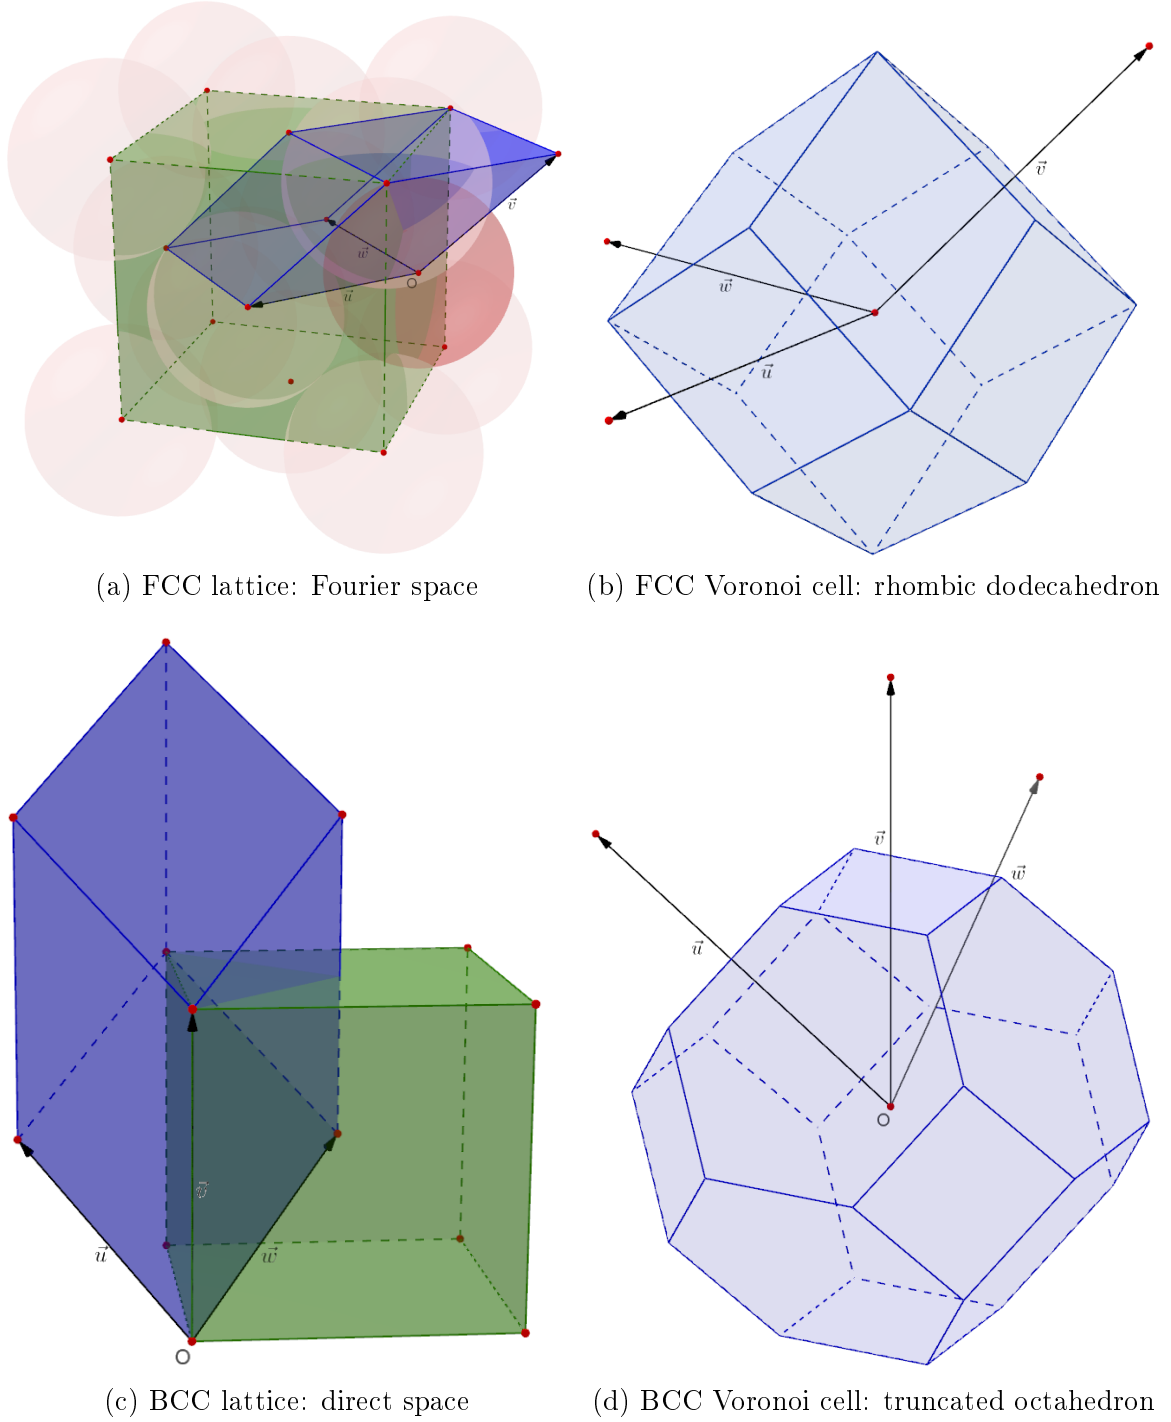 v⃗
w⃗
O
u⃗
v⃗
w⃗
u⃗
(a) FCC lattice: Fourier space
(b) FCC Voronoi cell: rhombic dodecahedron
v⃗
w⃗
u⃗
O
v⃗
u⃗
w⃗
O
(c) BCC lattice: direct space
(d) BCC Voronoi cell: truncated octahedron